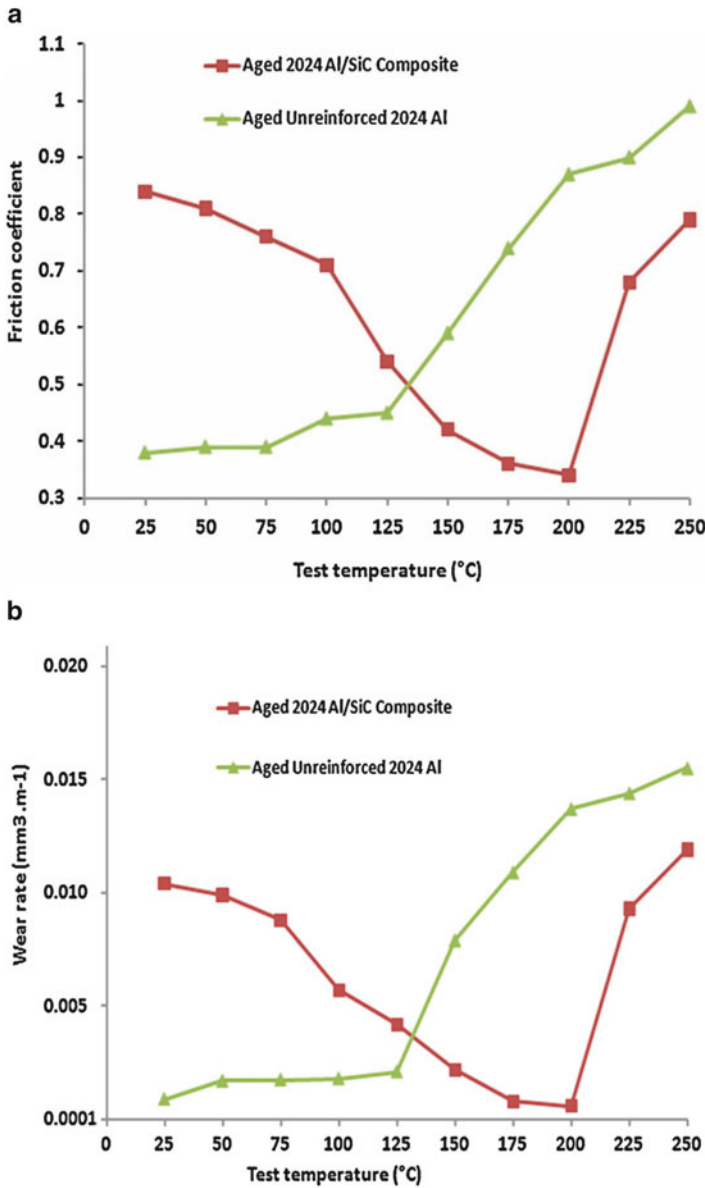 a
1.1
1
0.9
0.8
0.7
0.6
0.5
0.4
0.3
Friction coefficient
Aged 2024 Al/SiC Composite
Aged Unreinforced 2024 Al
0 25 50 75 100 125 150 175 200 225 250
Test temperature (°C)
b
0.020
0.015
0.010
0.005
0.0001
Wear rate (mm3 .m-1)
Aged 2024 Al/SiC Composite
Aged Unreinforced 2024 Al
0 25 50 75 100 125 150 175 200 225 250
Test temperature (°C)